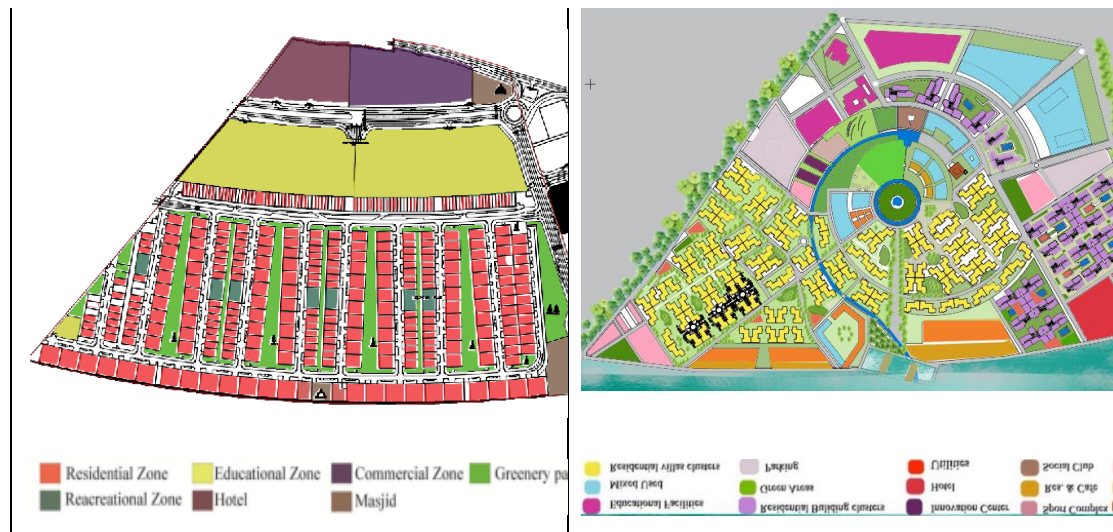 Residential Zone Educational Zone Commercial Zone Greenery pa
Reacreational Zone Hotel Masjid
Residential villas clusters Parking Utilities Social Club
Mixed Used Green Areas Hotel Res. & Cafe
Educational Facilities Residential Building clusters Innovation Center Sport Complex